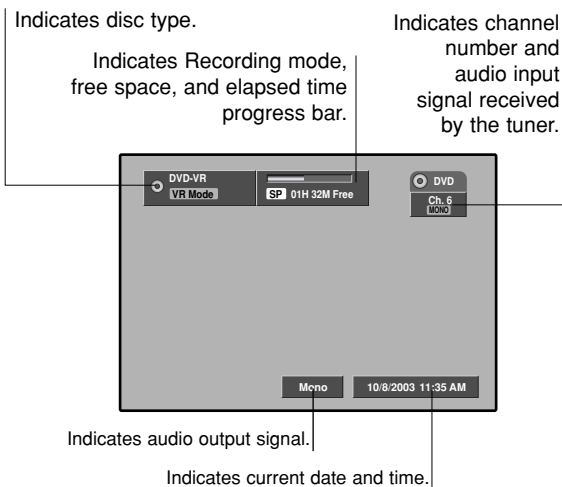 Indicates disc type.
Indicates Recording mode,
free space, and elapsed time
progress bar.
Indicates channel
number and
audio input
signal received
by the tuner.
DVD-VR
VR Mode
SP 01H 32M Free
DVD
Ch. 6
MONO
Mono
10/8/2003 11:35 AM
Indicates audio output signal.
Indicates current date and time.